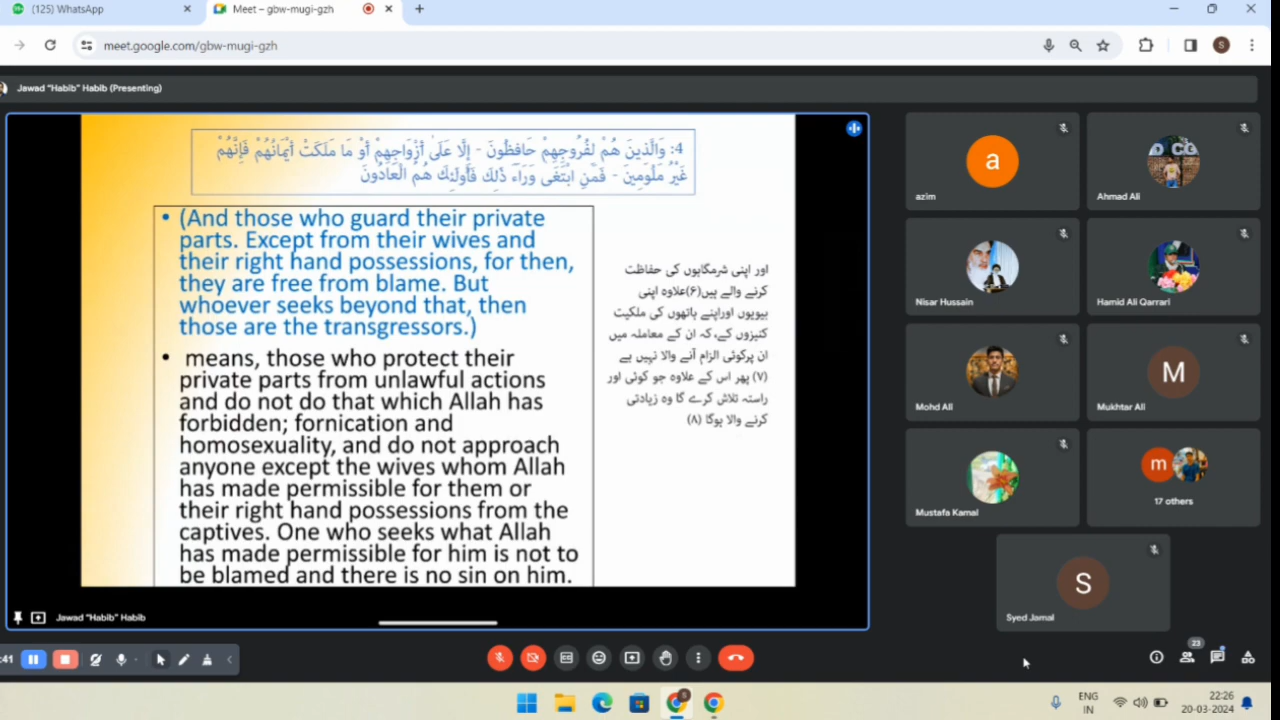 (125) WhatsApp
Meet – gbw-mugi-gzh
meet.google.com/gbw-mugi-gzh
S
Jawad "Habib" Habib (Presenting)
4: وَالَّذينَ هُمْ لِفُرُوجِهِمْ حَافِظُونَ - إِلَّا عَلَىٰ أَزْوَاجِهِمْ أَوْ مَا مَلَكَتْ أَيْمَانُهُمْ فَإِنَّهُمْ
غَيْرُ مَلُومِينَ - فَمَنِ ابْتَغَى وَرَآءَ ذٰلِكَ فَأُولٰئِكَ هُمُ الْعَادُونَ
• (And those who guard their private
parts. Except from their wives and
their right hand possessions, for then,
they are free from blame. But
whoever seeks beyond that, then
those are the transgressors.)
• means, those who protect their
private parts from unlawful actions
and do not do that which Allah has
forbidden; fornication and
homosexuality, and do not approach
anyone except the wives whom Allah
has made permissible for them or
their right hand possessions from the
captives. One who seeks what Allah
has made permissible for him is not to
be blamed and there is no sin on him.
اور اپنی شرمگاہوں کی حفاظت
کرنے والے ہیں(۶)علاوہ اپنی
بیویوں اوراپنے ہاتھوں کی ملکیت
کنیزوں کے،کہ ان کے معاملہ میں
ان پرکوئی الزام آنے والا نہیں ہے
(۷) پھر اس کے علاوہ جو کوئی اور
راستہ تلاش کرے گا وہ زیادتی
کرنے والا ہوگا (۸)
Jawad "Habib" Habib
a
azim
DCG
Ahmad Ali
Nisar Hussain
Hamid Ali Qarrari
Mohd Ali
M
Mukhtar Ali
Mustafa Kamal
m
17 others
S
Syed Jamal
:41
23
ENG
IN
22:26
20-03-2024